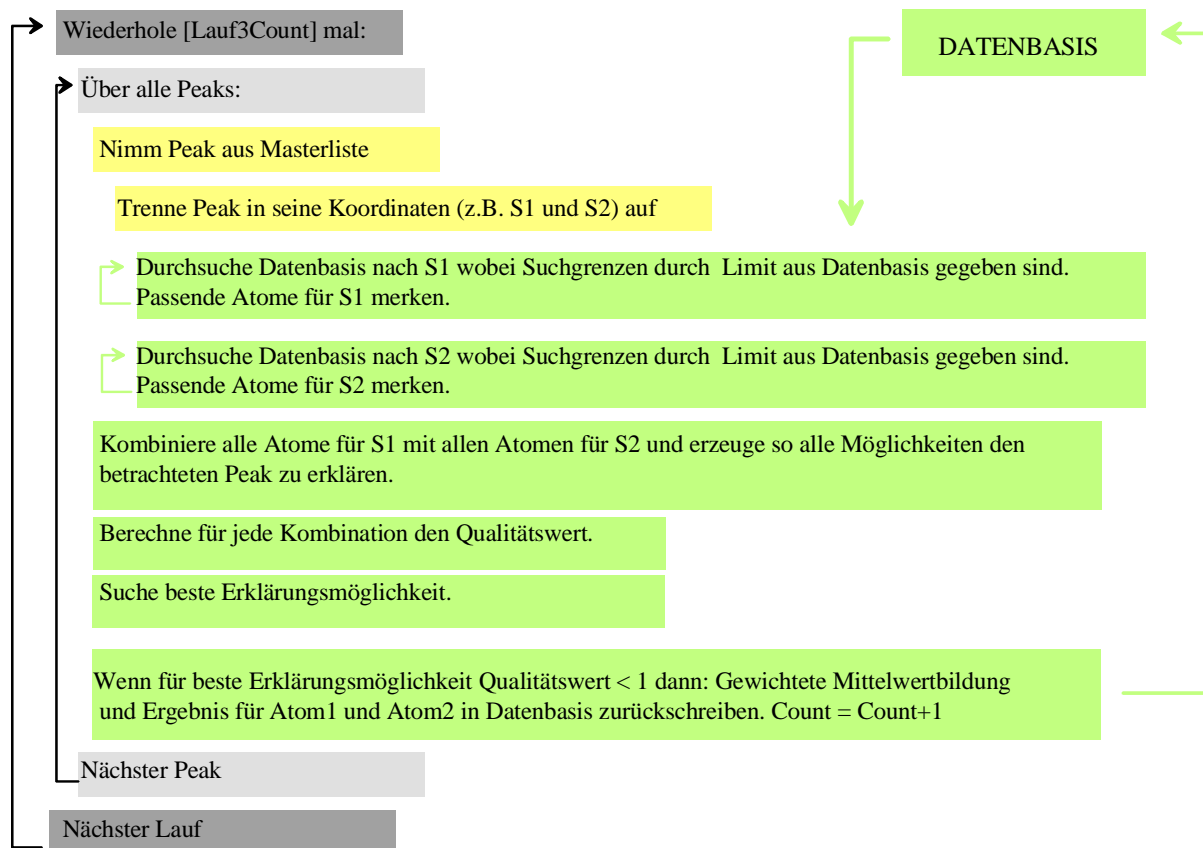 Wiederhole [Lauf3Count] mal:
DATENBASIS
Über alle Peaks:
Nimm Peak aus Masterliste
Trenne Peak in seine Koordinaten (z.B. S1 und S2) auf
Durchsuche Datenbasis nach S1 wobei Suchgrenzen durch Limit aus Datenbasis gegeben sind.
Passende Atome für S1 merken.
Durchsuche Datenbasis nach S2 wobei Suchgrenzen durch Limit aus Datenbasis gegeben sind.
Passende Atome für S2 merken.
Kombiniere alle Atome für S1 mit allen Atomen für S2 und erzeuge so alle Möglichkeiten den
betrachteten Peak zu erklären.
Berechne für jede Kombination den Qualitätswert.
Suche beste Erklärungsmöglichkeit.
Wenn für beste Erklärungsmöglichkeit Qualitätswert < 1 dann: Gewichtete Mittelwertbildung
und Ergebnis für Atom1 und Atom2 in Datenbasis zurückschreiben. Count = Count+1
Nächster Peak
Nächster Lauf